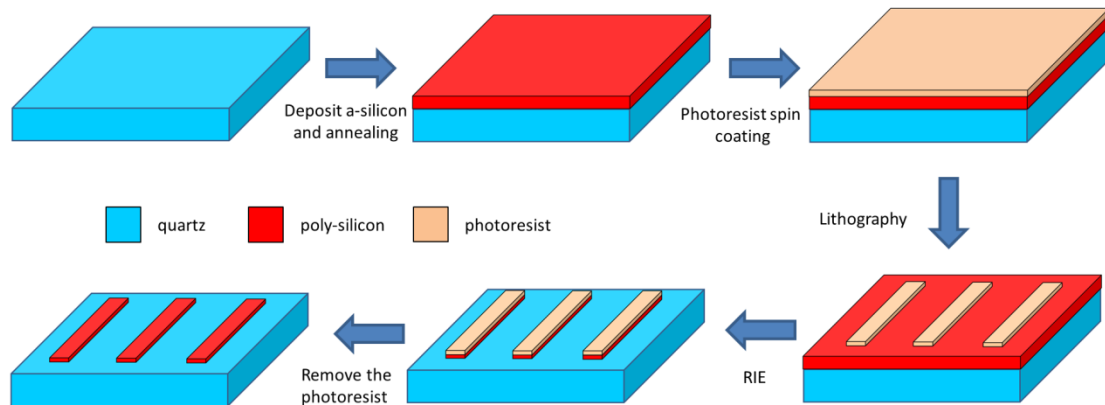 Deposit a-silicon
and annealing
Photoresist spin
coating
quartz
poly-silicon
photoresist
Lithography
RIE
Remove the
photoresist